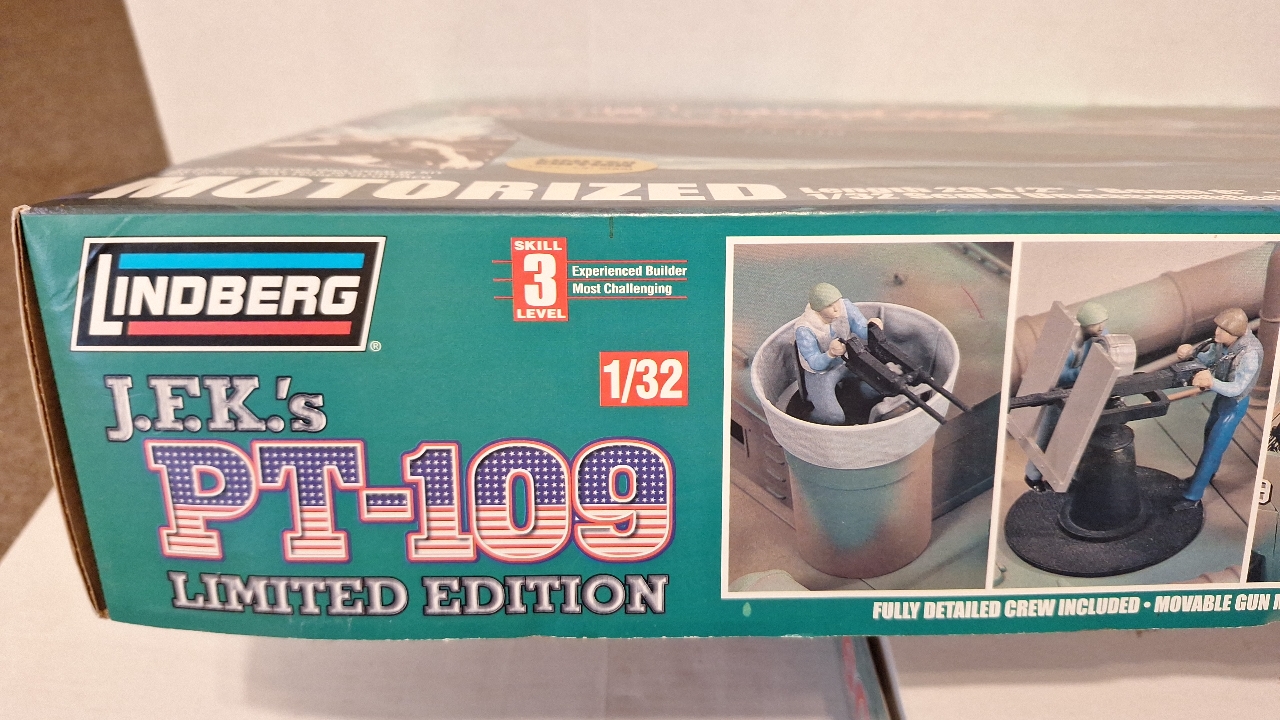 MOTORIZED
LINDBERG
®
SKILL
3
LEVEL
Experienced Builder
Most Challenging
1/32
J.F.K.'s
PT-109
LIMITED EDITION
FULLY DETAILED CREW INCLUDED • MOVABLE GUN